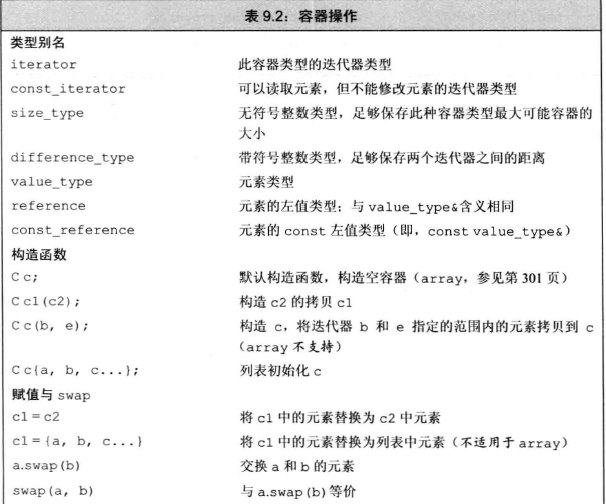 表 9.2：容器操作
类型别名
iterator 此容器类型的迭代器类型
const_iterator 可以读取元素，但不能修改元素的迭代器类型
size_type 无符号整数类型，足够保存此种容器类型最大可能容器的
大小
difference_type 带符号整数类型，足够保存两个迭代器之间的距离
value_type 元素类型
reference 元素的左值类型；与 value_type&含义相同
const_reference 元素的 const 左值类型（即，const value_type&）
构造函数
C c; 默认构造函数，构造空容器（array，参见第 301 页）
C c1(c2); 构造 c2 的拷贝 c1
C c(b, e); 构造 c，将迭代器 b 和 e 指定的范围内的元素拷贝到 c
（array 不支持）
C c{a, b, c...}; 列表初始化 c
赋值与 swap
c1 = c2 将 c1 中的元素替换为 c2 中元素
c1 = {a, b, c...} 将 c1 中的元素替换为列表中元素（不适用于 array）
a.swap(b) 交换 a 和 b 的元素
swap(a, b) 与 a.swap(b)等价